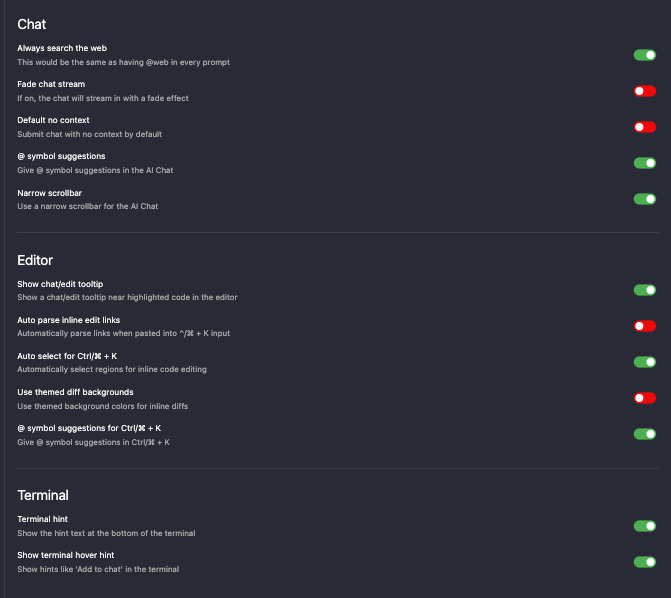 Chat
Always search the web
This would be the same as having @web in every prompt
Fade chat stream
If on, the chat will stream in with a fade effect
Default no context
Submit chat with no context by default
@ symbol suggestions
Give @ symbol suggestions in the AI Chat
Narrow scrollbar
Use a narrow scrollbar for the AI Chat
Editor
Show chat/edit tooltip
Show a chat/edit tooltip near highlighted code in the editor
Auto parse inline edit links
Automatically parse links when pasted into ^/⌘ + K input
Auto select for Ctrl/⌘ + K
Automatically select regions for inline code editing
Use themed diff backgrounds
Use themed background colors for inline diffs
@ symbol suggestions for Ctrl/⌘ + K
Give @ symbol suggestions in Ctrl/⌘ + K
Terminal
Terminal hint
Show the hint text at the bottom of the terminal
Show terminal hover hint
Show hints like 'Add to chat' in the terminal